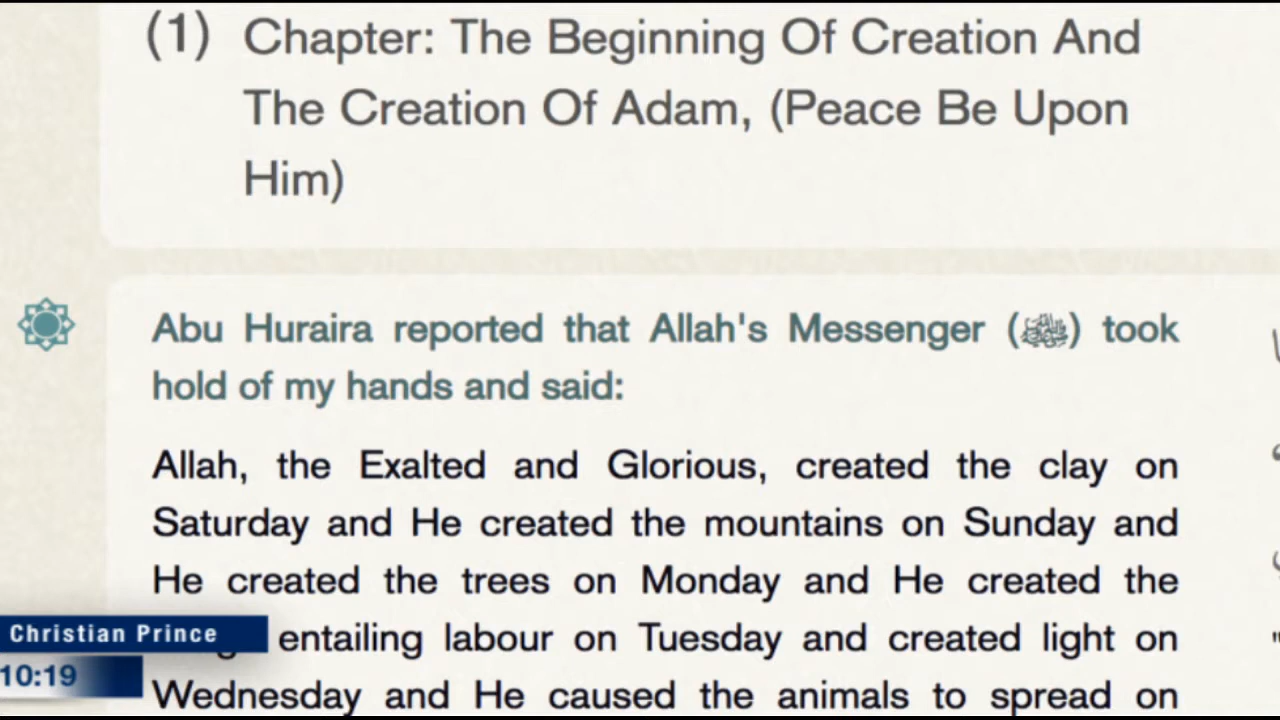 (1) Chapter: The Beginning Of Creation And
The Creation Of Adam, (Peace Be Upon
Him)
Abu Huraira reported that Allah's Messenger (ﷺ) took
hold of my hands and said:
Allah, the Exalted and Glorious, created the clay on
Saturday and He created the mountains on Sunday and
He created the trees on Monday and He created the
entailing labour on Tuesday and created light on
Wednesday and He caused the animals to spread on
Christian Prince
10:19